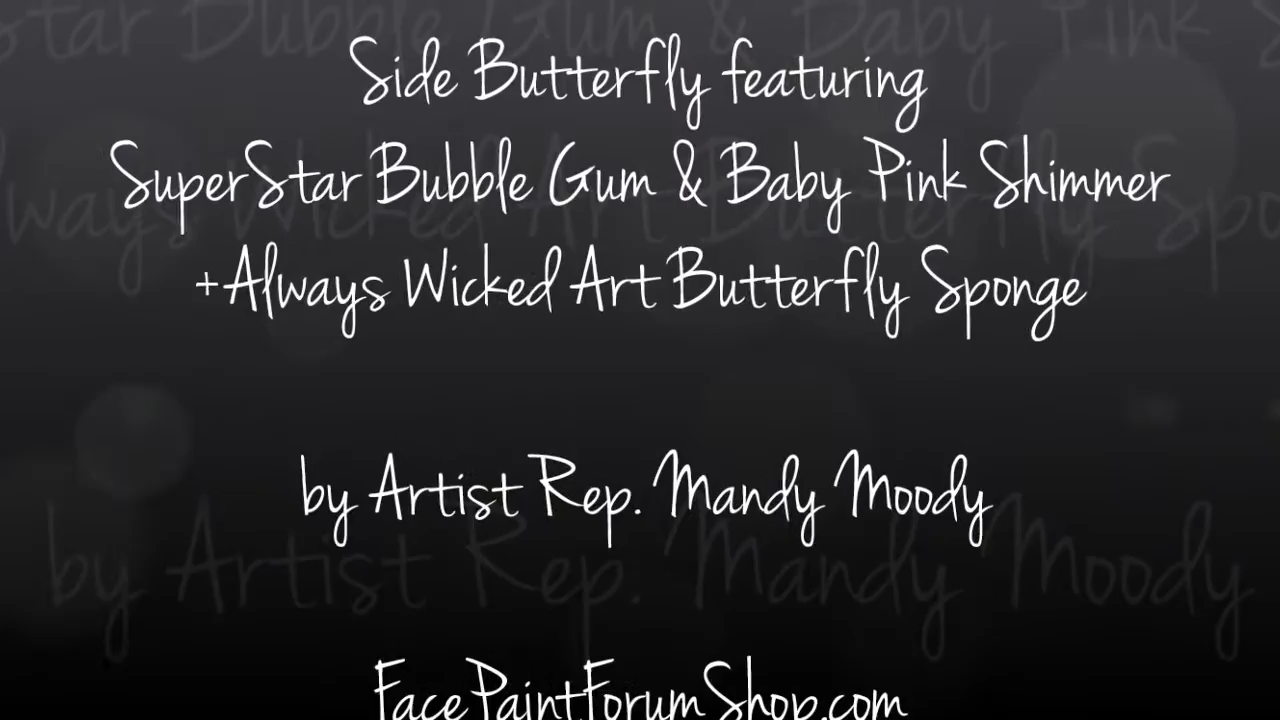 Side Butterfly featuring
SuperStar Bubble Gum & Baby Pink Shimmer
+Always Wicked Art Butterfly Sponge
by Artist Rep. Mandy Moody
FacePaintForumShop.com